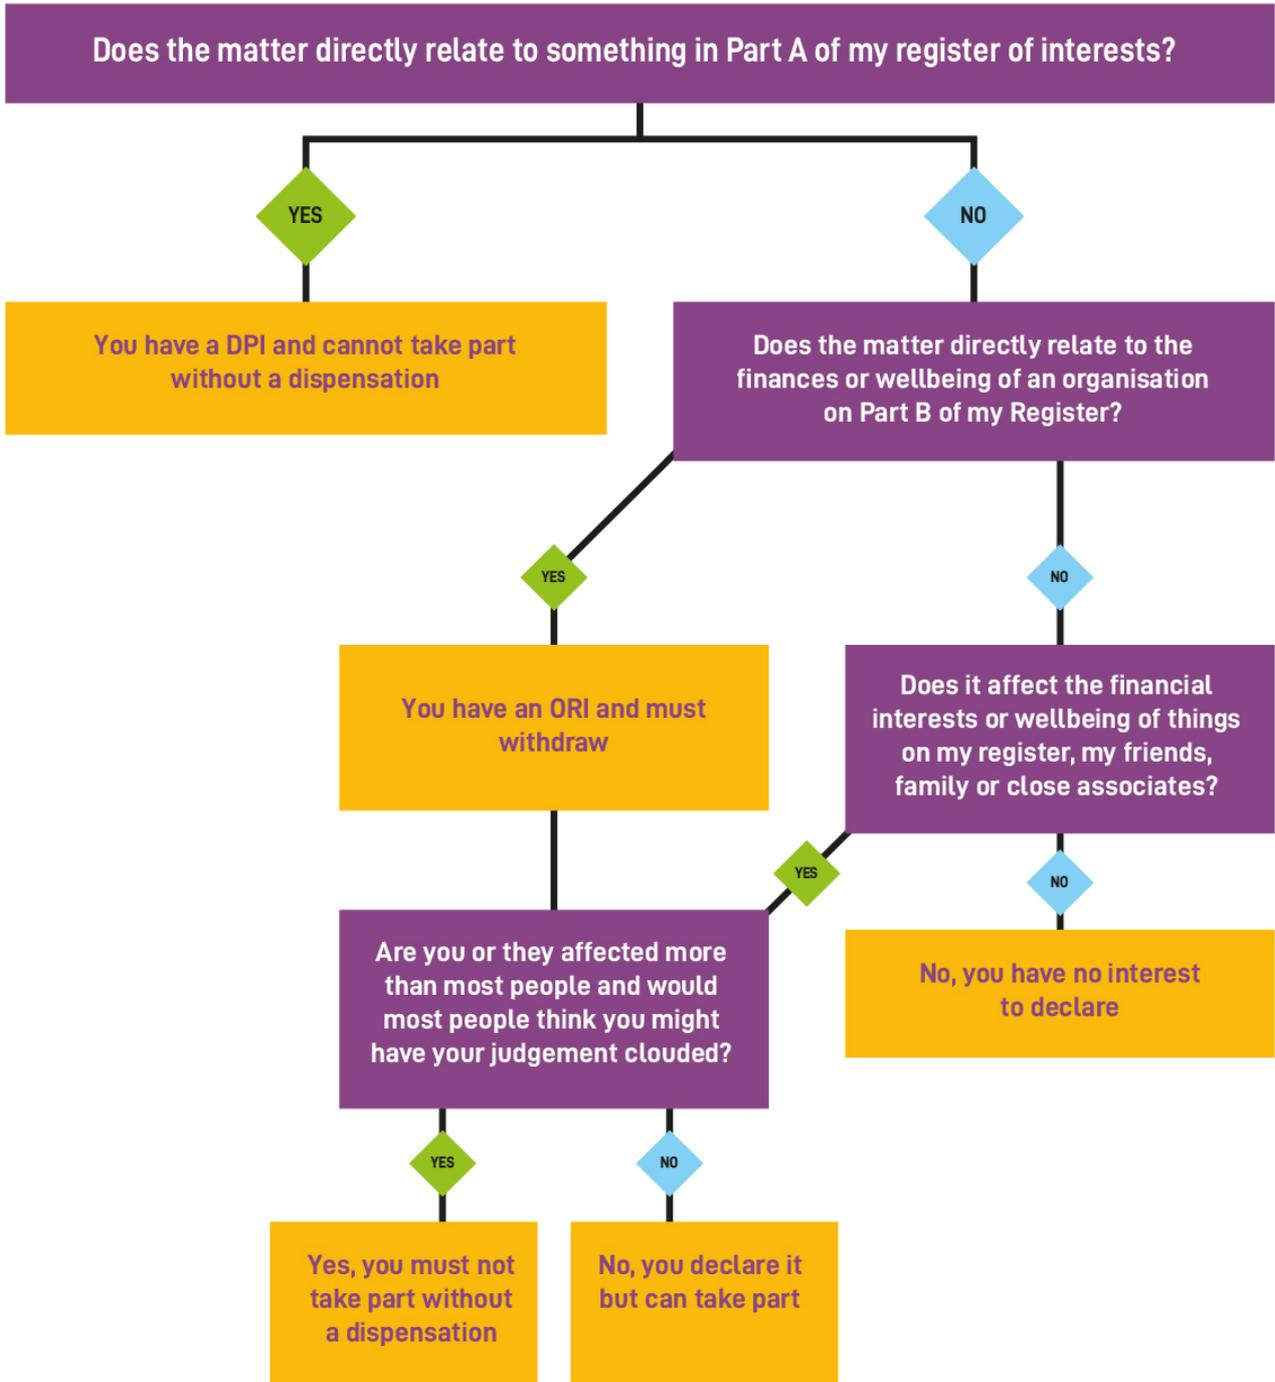 Does the matter directly relate to something in Part A of my register of interests?
YES
NO
You have a DPI and cannot take part
without a dispensation
Does the matter directly relate to the
finances or wellbeing of an organisation
on Part B of my Register?
YES
NO
You have an ORI and must
withdraw
Does it affect the financial
interests or wellbeing of things
on my register, my friends,
family or close associates?
YES
NO
Are you or they affected more
than most people and would
most people think you might
have your judgement clouded?
No, you have no interest
to declare
YES
NO
Yes, you must not
take part without
a dispensation
No, you declare it
but can take part